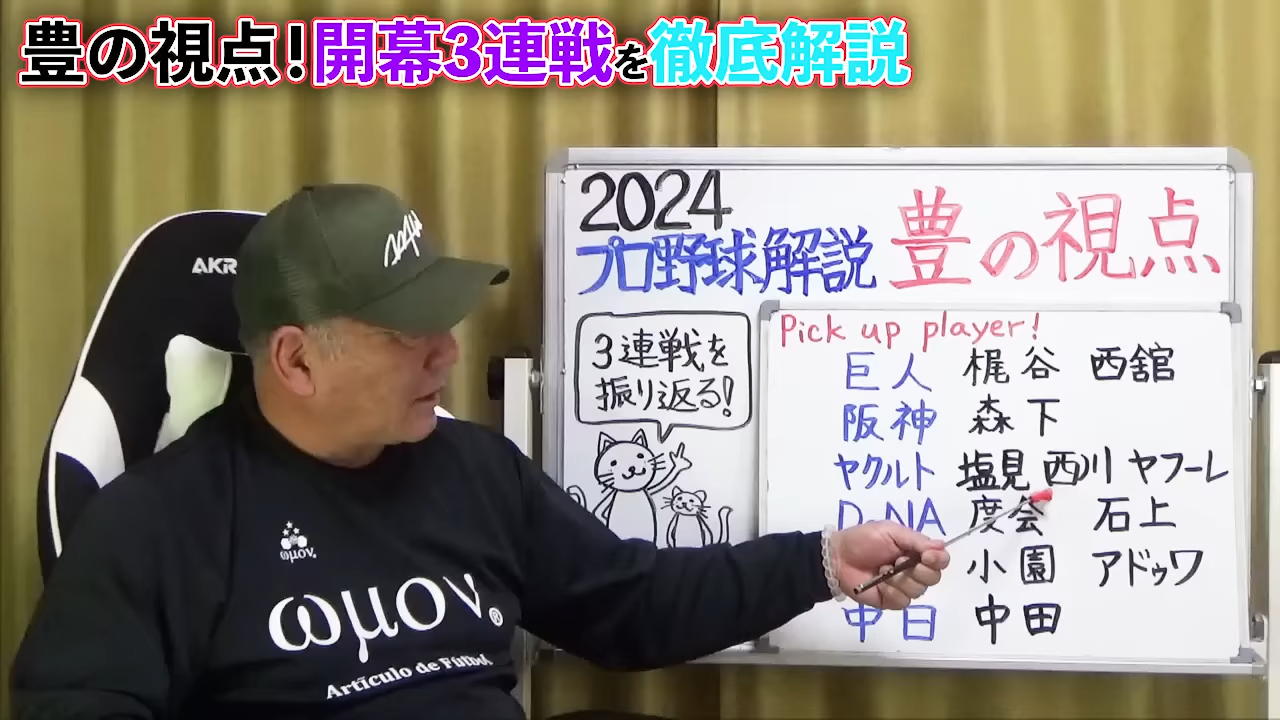 豊の視点!開幕3連戦を徹底解説
2024
プロ野球解説 豊の視点
3連戦を
振り返る!
Pick up player!
巨人 梶谷 西舘
阪神 森下
ヤクルト 塩見 西川 ヤフーレ
DeNA 度会 石上
小園 アドゥワ
中日 中田
AKR
ωμον.
ωμον.®
Artículo de Fútbol